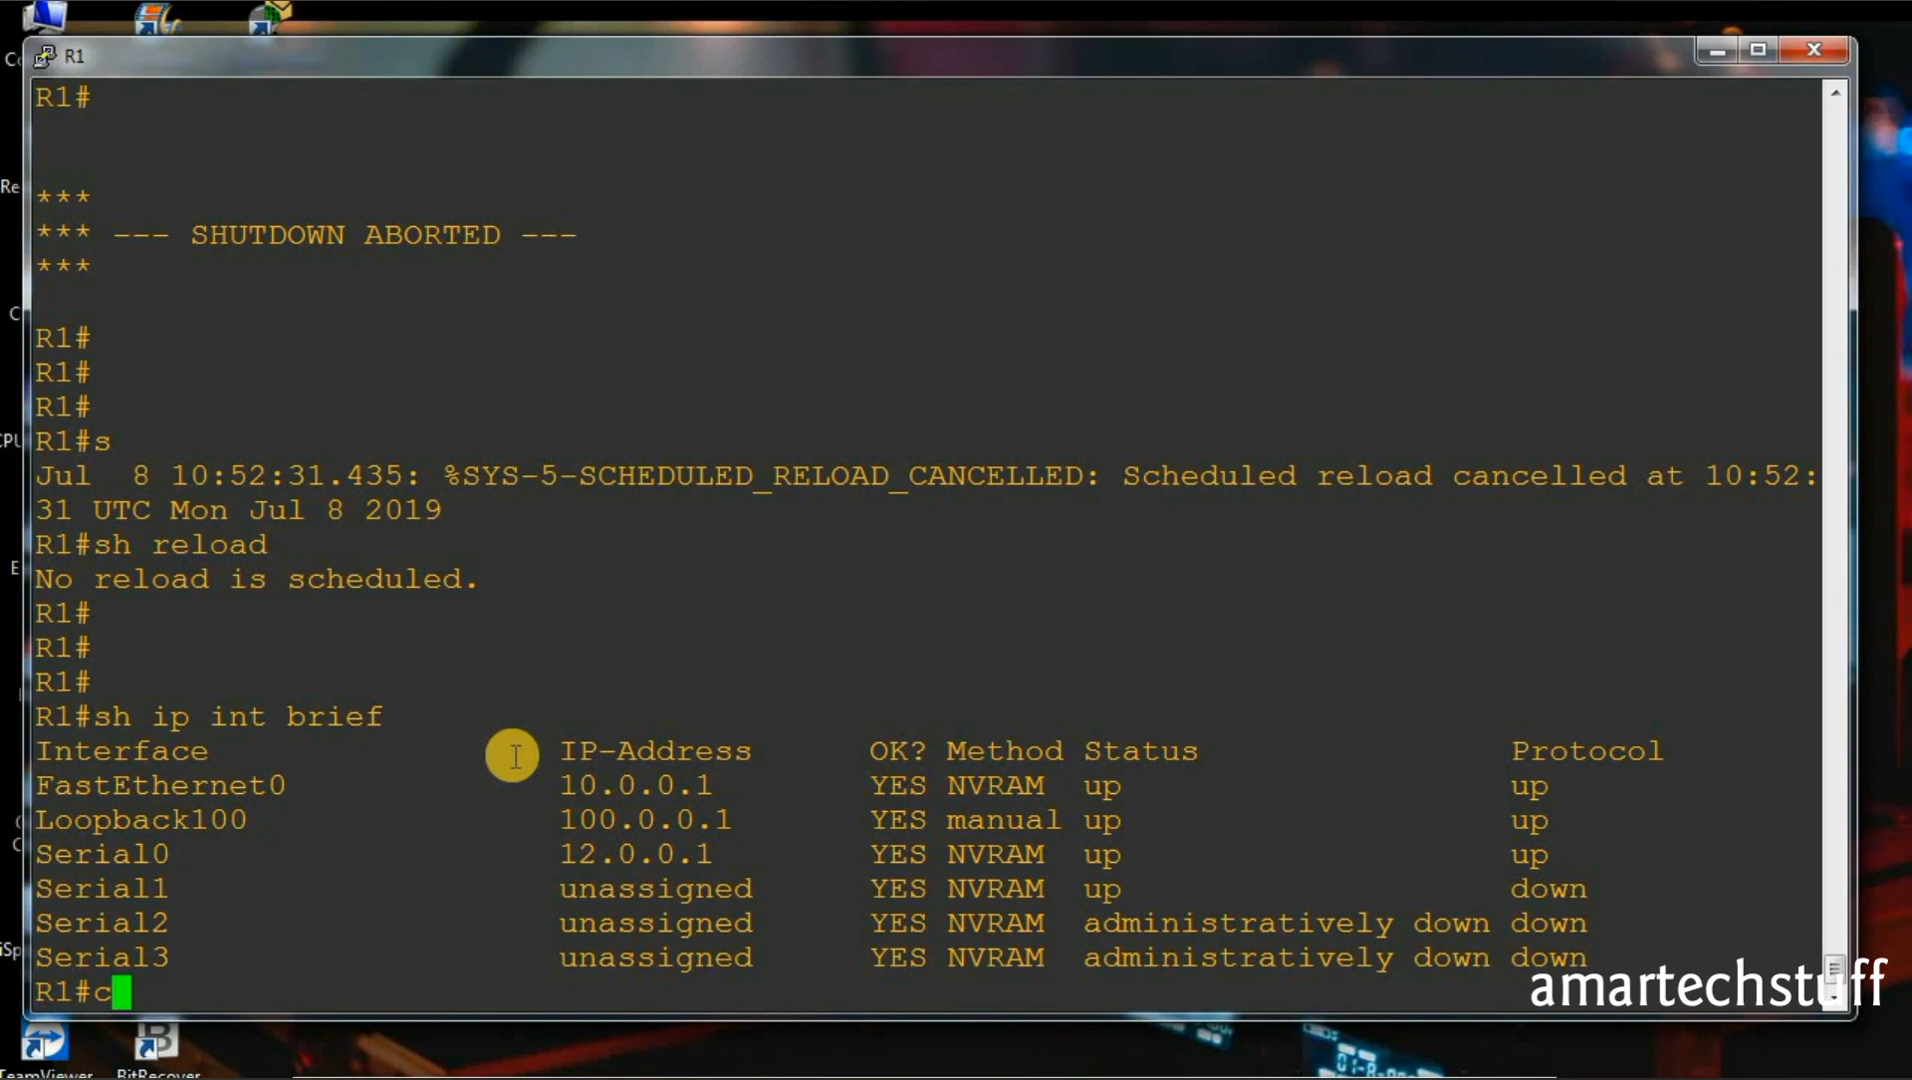 R1
R1#
***
*** --- SHUTDOWN ABORTED ---
***
R1#
R1#
R1#
R1#s
Jul  8 10:52:31.435: %SYS-5-SCHEDULED_RELOAD_CANCELLED: Scheduled reload cancelled at 10:52:
31 UTC Mon Jul 8 2019
R1#sh reload
No reload is scheduled.
R1#
R1#
R1#
R1#sh ip int brief
Interface IP-Address OK? Method Status Protocol
FastEthernet0 10.0.0.1 YES NVRAM up up
Loopback100 100.0.0.1 YES manual up up
Serial0 12.0.0.1 YES NVRAM up up
Serial1 unassigned YES NVRAM up down
Serial2 unassigned YES NVRAM administratively down down
Serial3 unassigned YES NVRAM administratively down down
R1#c
amartechstuff
TeamViewer BitRecover